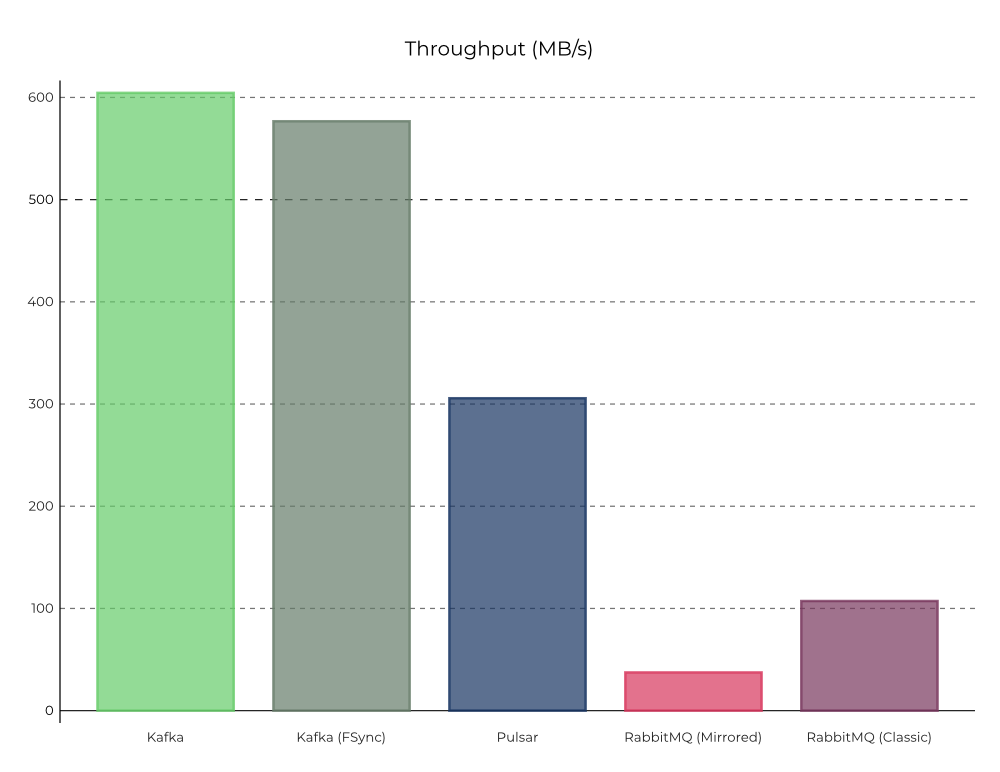 Throughput (MB/s)
600
500
400
300
200
100
0
Kafka
Kafka (FSync)
Pulsar
RabbitMQ (Mirrored)
RabbitMQ (Classic)